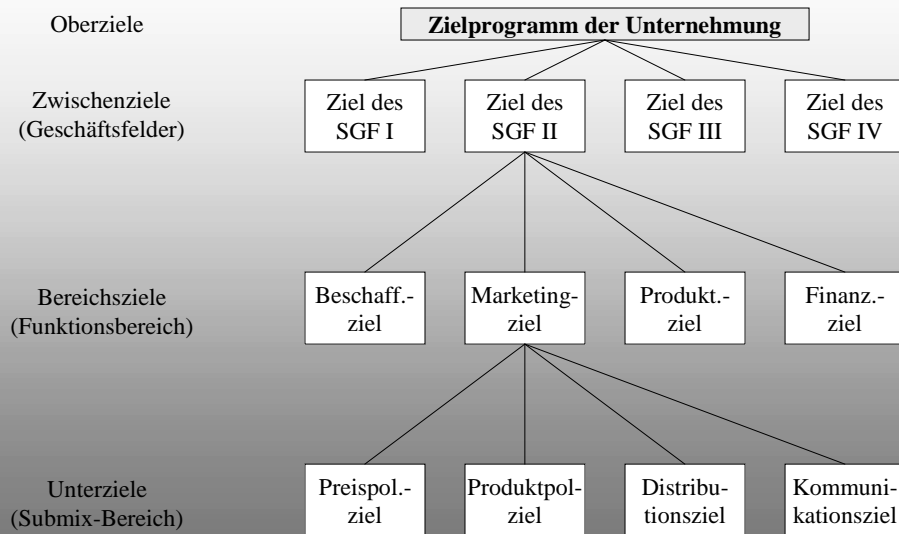 Oberziele
Zielprogramm der Unternehmung
Zwischenziele
(Geschäftsfelder)
Ziel des
SGF I
Ziel des
SGF II
Ziel des
SGF III
Ziel des
SGF IV
Bereichsziele
(Funktionsbereich)
Beschaff.-
ziel
Marketing-
ziel
Produkt.-
ziel
Finanz.-
ziel
Unterziele
(Submix-Bereich)
Preispol.-
ziel
Produktpol-
ziel
Distribu-
tionsziel
Kommuni-
kationsziel